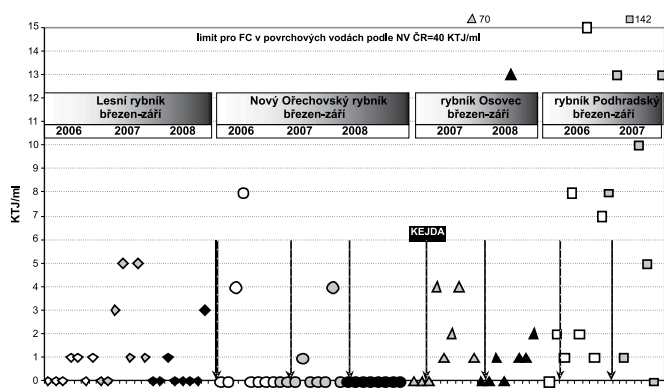 70
142
limit pro FC v povrchových vodách podle NV ČR=40 KTJ/ml
15
14
13
12
11
10
9
8
7
6
5
4
3
2
1
0
KTJ/ml
Lesní rybník
březen-září
2006 2007 2008
Nový Ořechovský rybník
březen-září
2006 2007 2008
rybník Osovec
březen-září
2007 2008
rybník Podhradský
březen-září
2006 2007
KEJDA